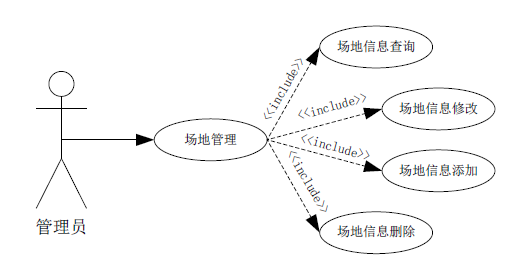 场地信息查询
<<include>>
<<include>>
场地信息修改
场地管理
<<include>>
场地信息添加
<<include>>
管理员
场地信息删除